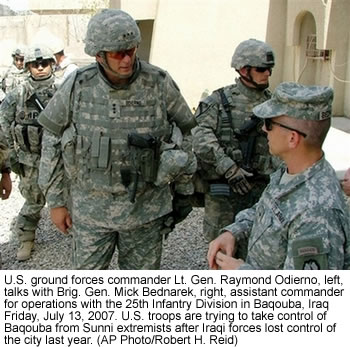 U.S. ground forces commander Lt. Gen. Raymond Odierno, left,
talks with Brig. Gen. Mick Bednarek, right, assistant commander
for operations with the 25th Infantry Division in Baqouba, Iraq
Friday, July 13, 2007. U.S. troops are trying to take control of
Baqouba from Sunni extremists after Iraqi forces lost control of
the city last year. (AP Photo/Robert H. Reid)